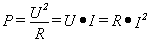 P = U²/R = U • I = R • I²